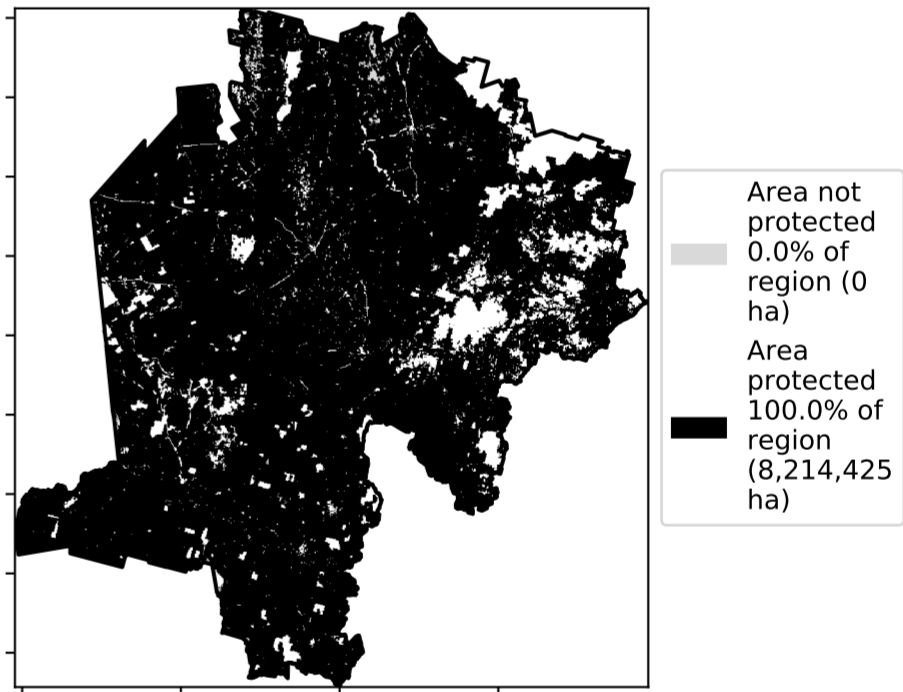 Area not
protected
0.0% of
region (0
ha)
Area
protected
100.0% of
region
(8,214,425
ha)